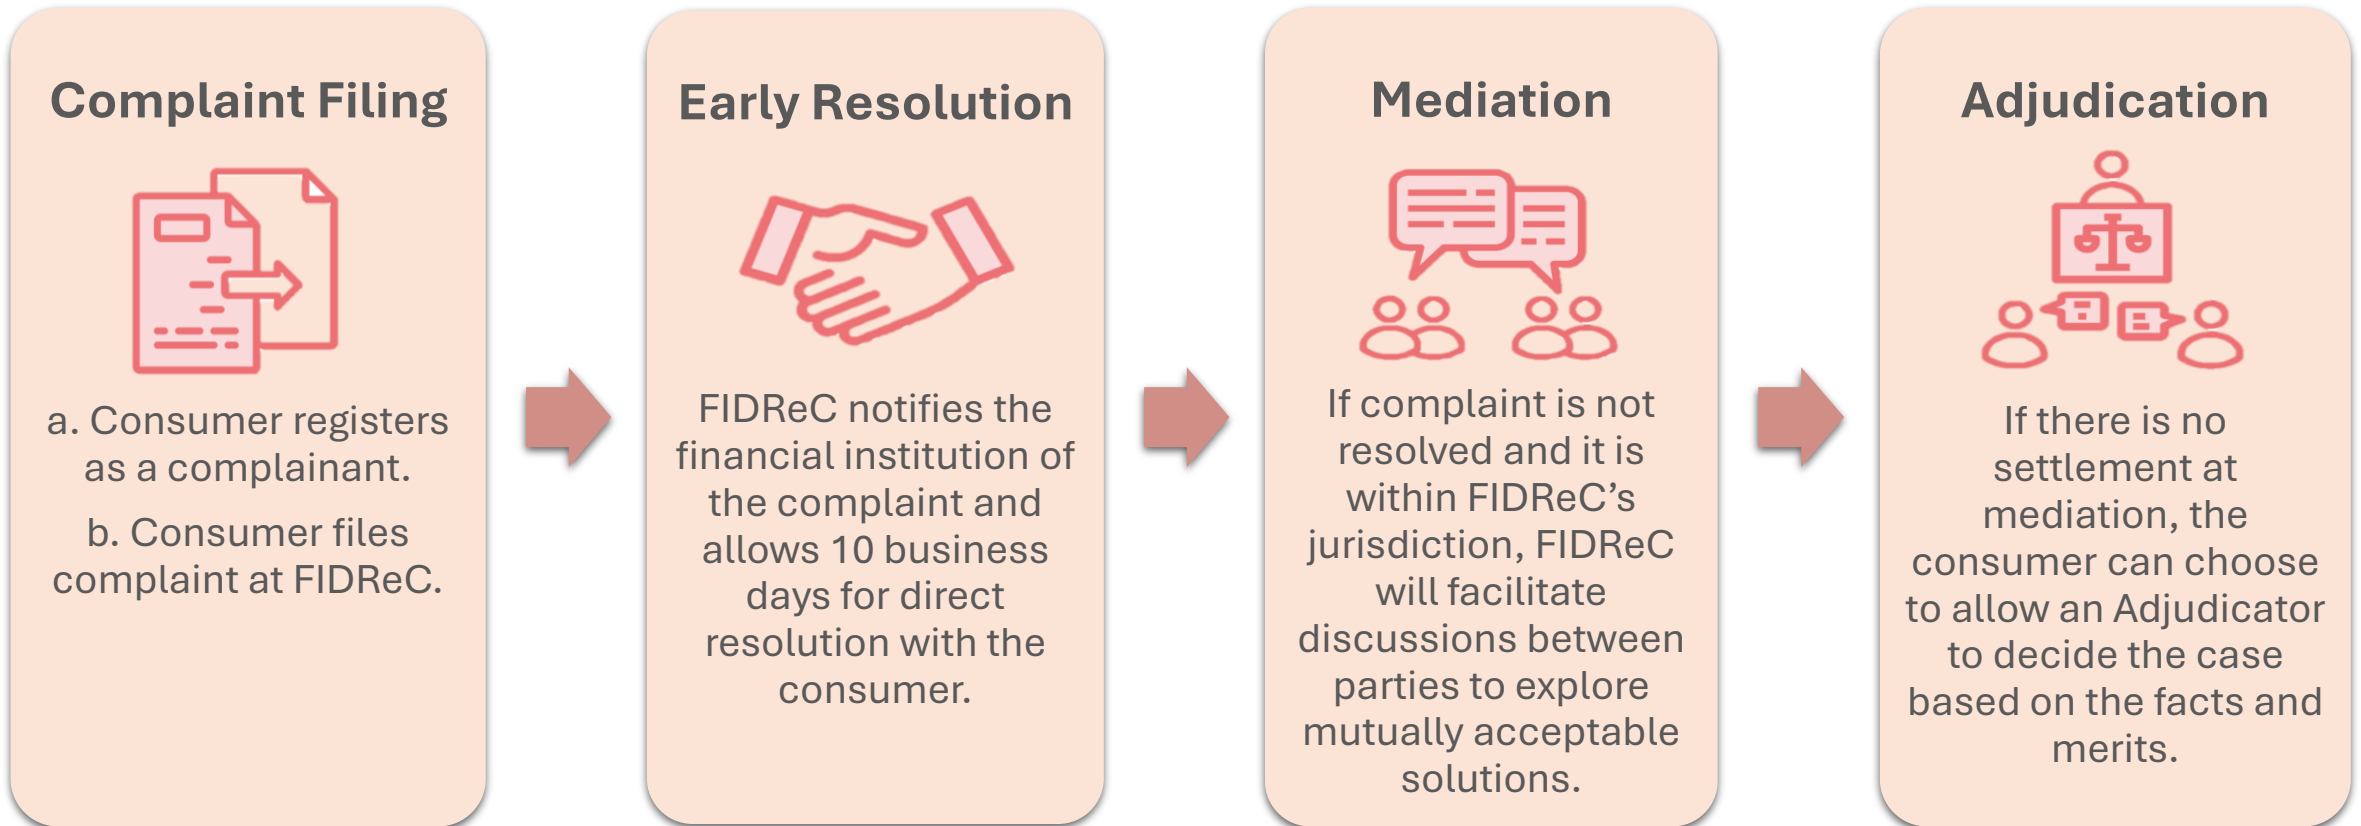 Complaint Filing
a. Consumer registers
as a complainant.
b. Consumer files
complaint at FIDReC.
Early Resolution
FIDReC notifies the
financial institution of
the complaint and
allows 10 business
days for direct
resolution with the
consumer.
Mediation
If complaint is not
resolved and it is
within FIDReC’s
jurisdiction, FIDReC
will facilitate
discussions between
parties to explore
mutually acceptable
solutions.
Adjudication
If there is no
settlement at
mediation, the
consumer can choose
to allow an Adjudicator
to decide the case
based on the facts and
merits.